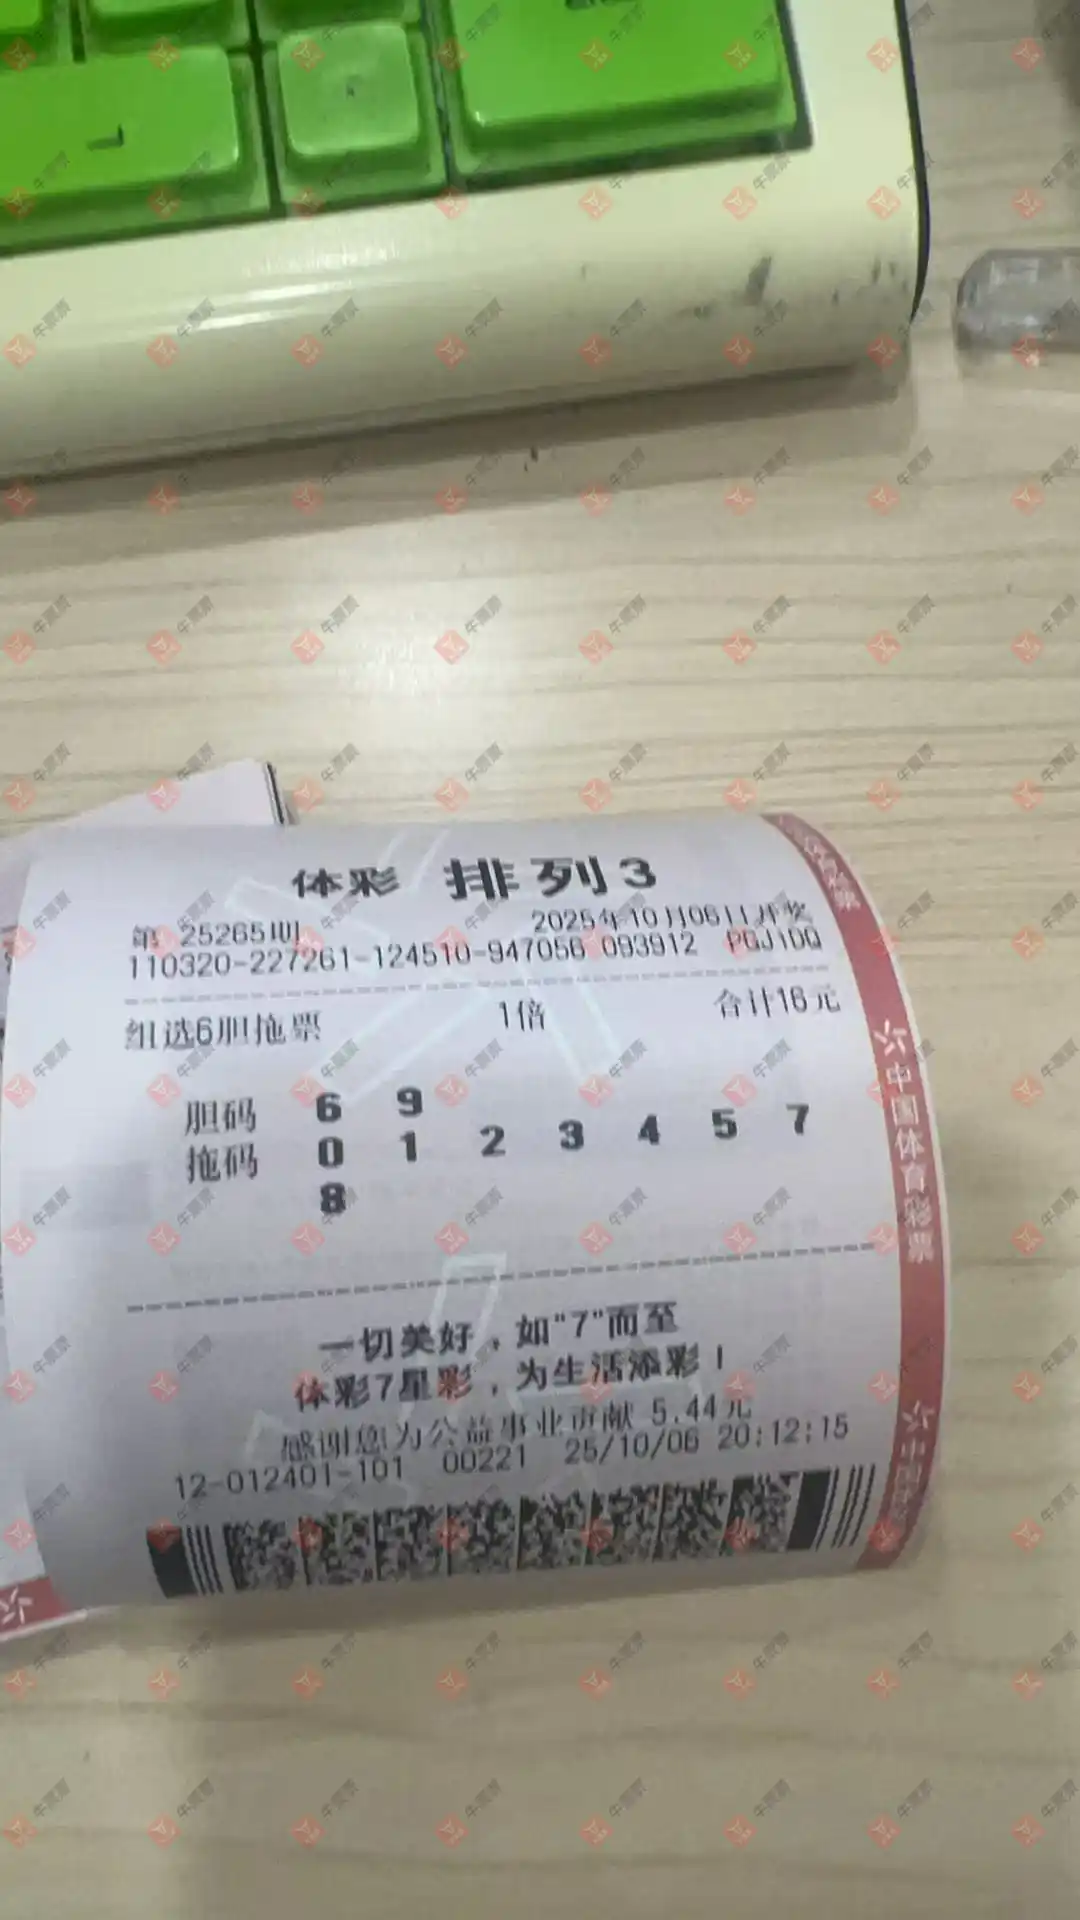 体彩 排列3
第 25265期 2025年10月06日开奖
110320-227261-124510-947056 093912 PGJ1DQ
组选6胆拖票 1倍 合计16元
胆码 6 9
拖码 0 1 2 3 4 5 7
8
一切美好，如"7"而至
体彩7星彩，为生活添彩！
感谢您为公益事业贡献 5.44元
12-012401-101 00221 25/10/06 20:12:15
中国体育彩票
牛票票